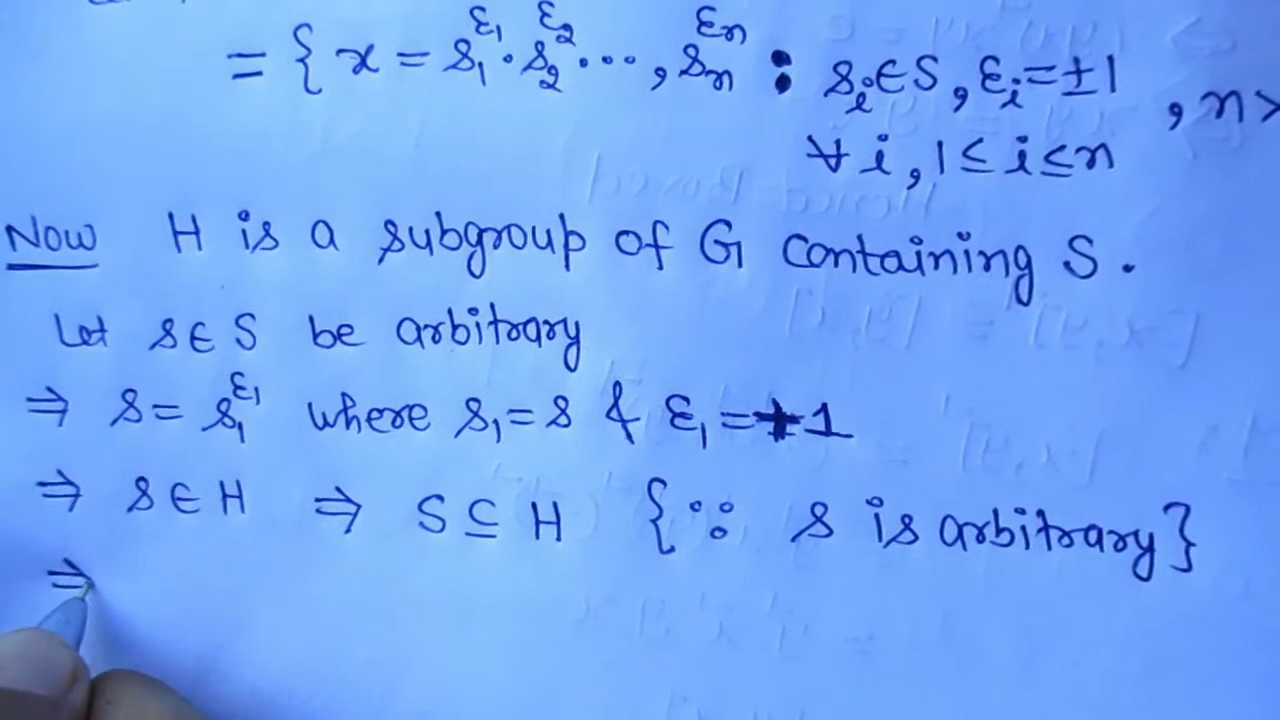 = { x = s₁^ε₁ · s₂^ε₂ · ..., sₙ^εₙ : sᵢ ∈ S, εᵢ = ±1 , n>
∀ i, 1 ≤ i ≤ n
Now H is a subgroup of G containing S.
Let s ∈ S be arbitrary
⇒ s = s₁^ε₁ where s₁ = s & ε₁ = +1
⇒ s ∈ H ⇒ S ⊆ H {∵ s is arbitrary}
⇒